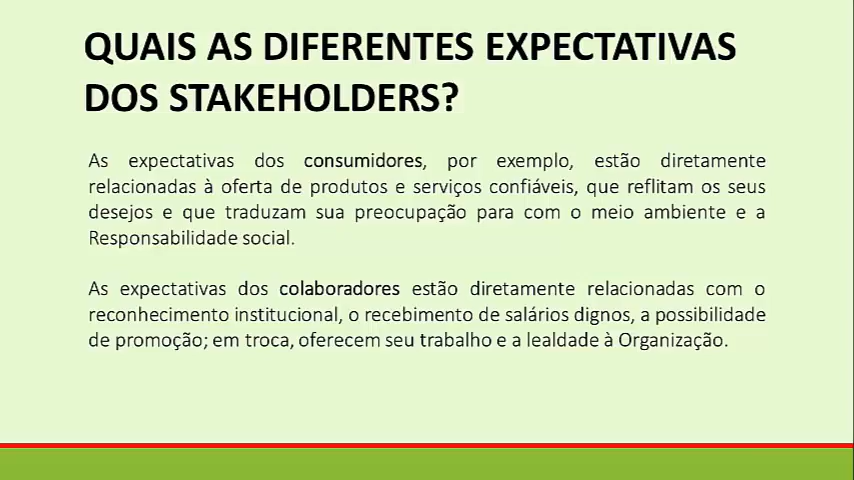 QUAIS AS DIFERENTES EXPECTATIVAS
DOS STAKEHOLDERS?
As expectativas dos consumidores, por exemplo, estão diretamente
relacionadas à oferta de produtos e serviços confiáveis, que reflitam os seus
desejos e que traduzam sua preocupação para com o meio ambiente e a
Responsabilidade social.
As expectativas dos colaboradores estão diretamente relacionadas com o
reconhecimento institucional, o recebimento de salários dignos, a possibilidade
de promoção; em troca, oferecem seu trabalho e a lealdade à Organização.